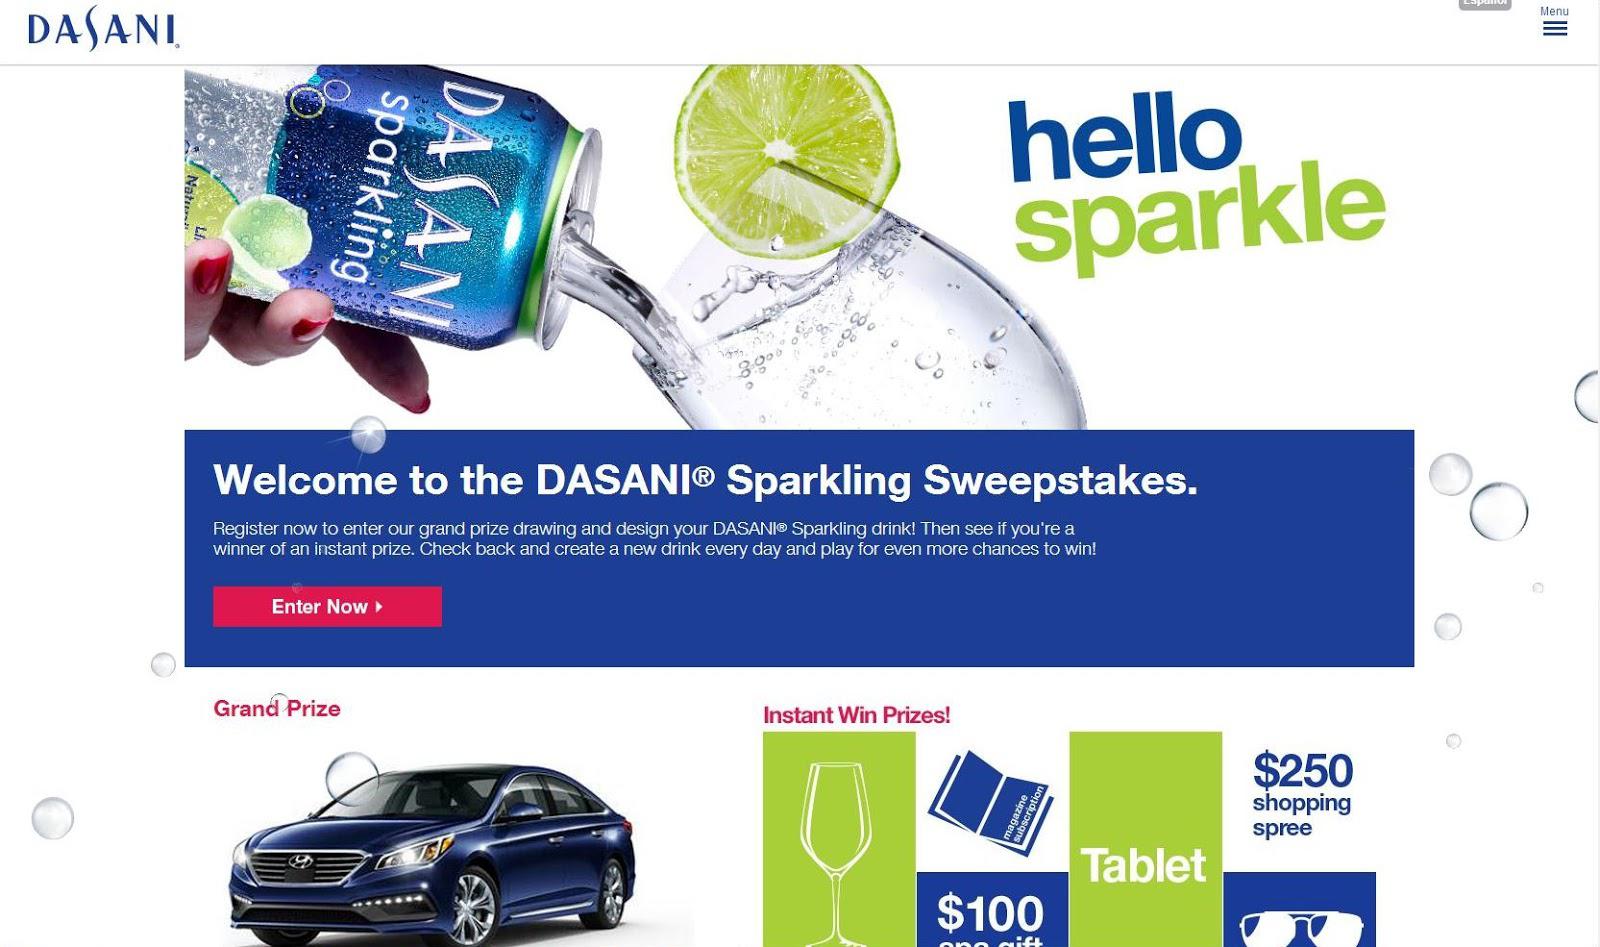 DASANI®
Español
Menu
DASANI
sparkling
hello
sparkle
Welcome to the DASANI® Sparkling Sweepstakes.
Register now to enter our grand prize drawing and design your DASANI® Sparkling drink! Then see if you're a
winner of an instant prize. Check back and create a new drink every day and play for even more chances to win!
Enter Now
Grand Prize
Instant Win Prizes!
magazine
subscription
Tablet
$250
shopping
spree
$100
spa gift